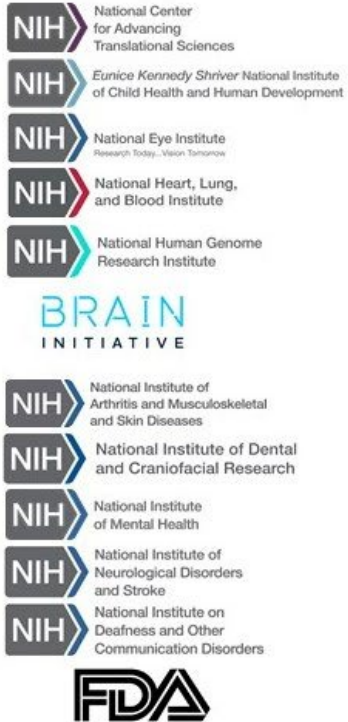 NIH National Center
for Advancing
Translational Sciences
NIH Eunice Kennedy Shriver National Institute
of Child Health and Human Development
NIH National Eye Institute
Research Today...Vision Tomorrow
NIH National Heart, Lung,
and Blood Institute
NIH National Human Genome
Research Institute
BRAIN
INITIATIVE
NIH National Institute of
Arthritis and Musculoskeletal
and Skin Diseases
NIH National Institute of Dental
and Craniofacial Research
NIH National Institute
of Mental Health
NIH National Institute of
Neurological Disorders
and Stroke
NIH National Institute on
Deafness and Other
Communication Disorders
FDA